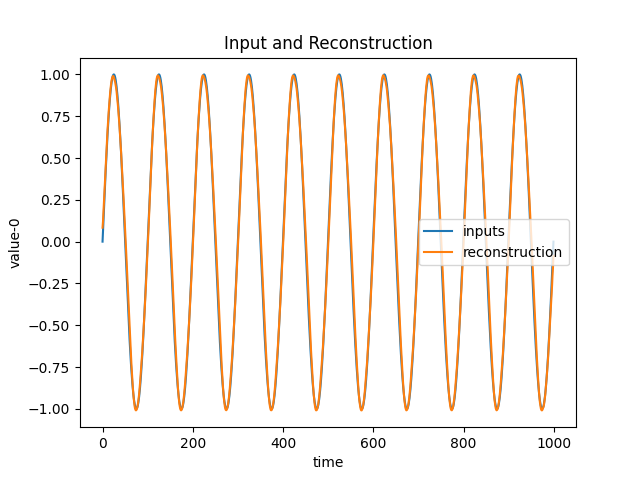 Input and Reconstruction
1.00
0.75
0.50
0.25
0.00
−0.25
−0.50
−0.75
−1.00
value-0
inputs
reconstruction
0 200 400 600 800 1000
time